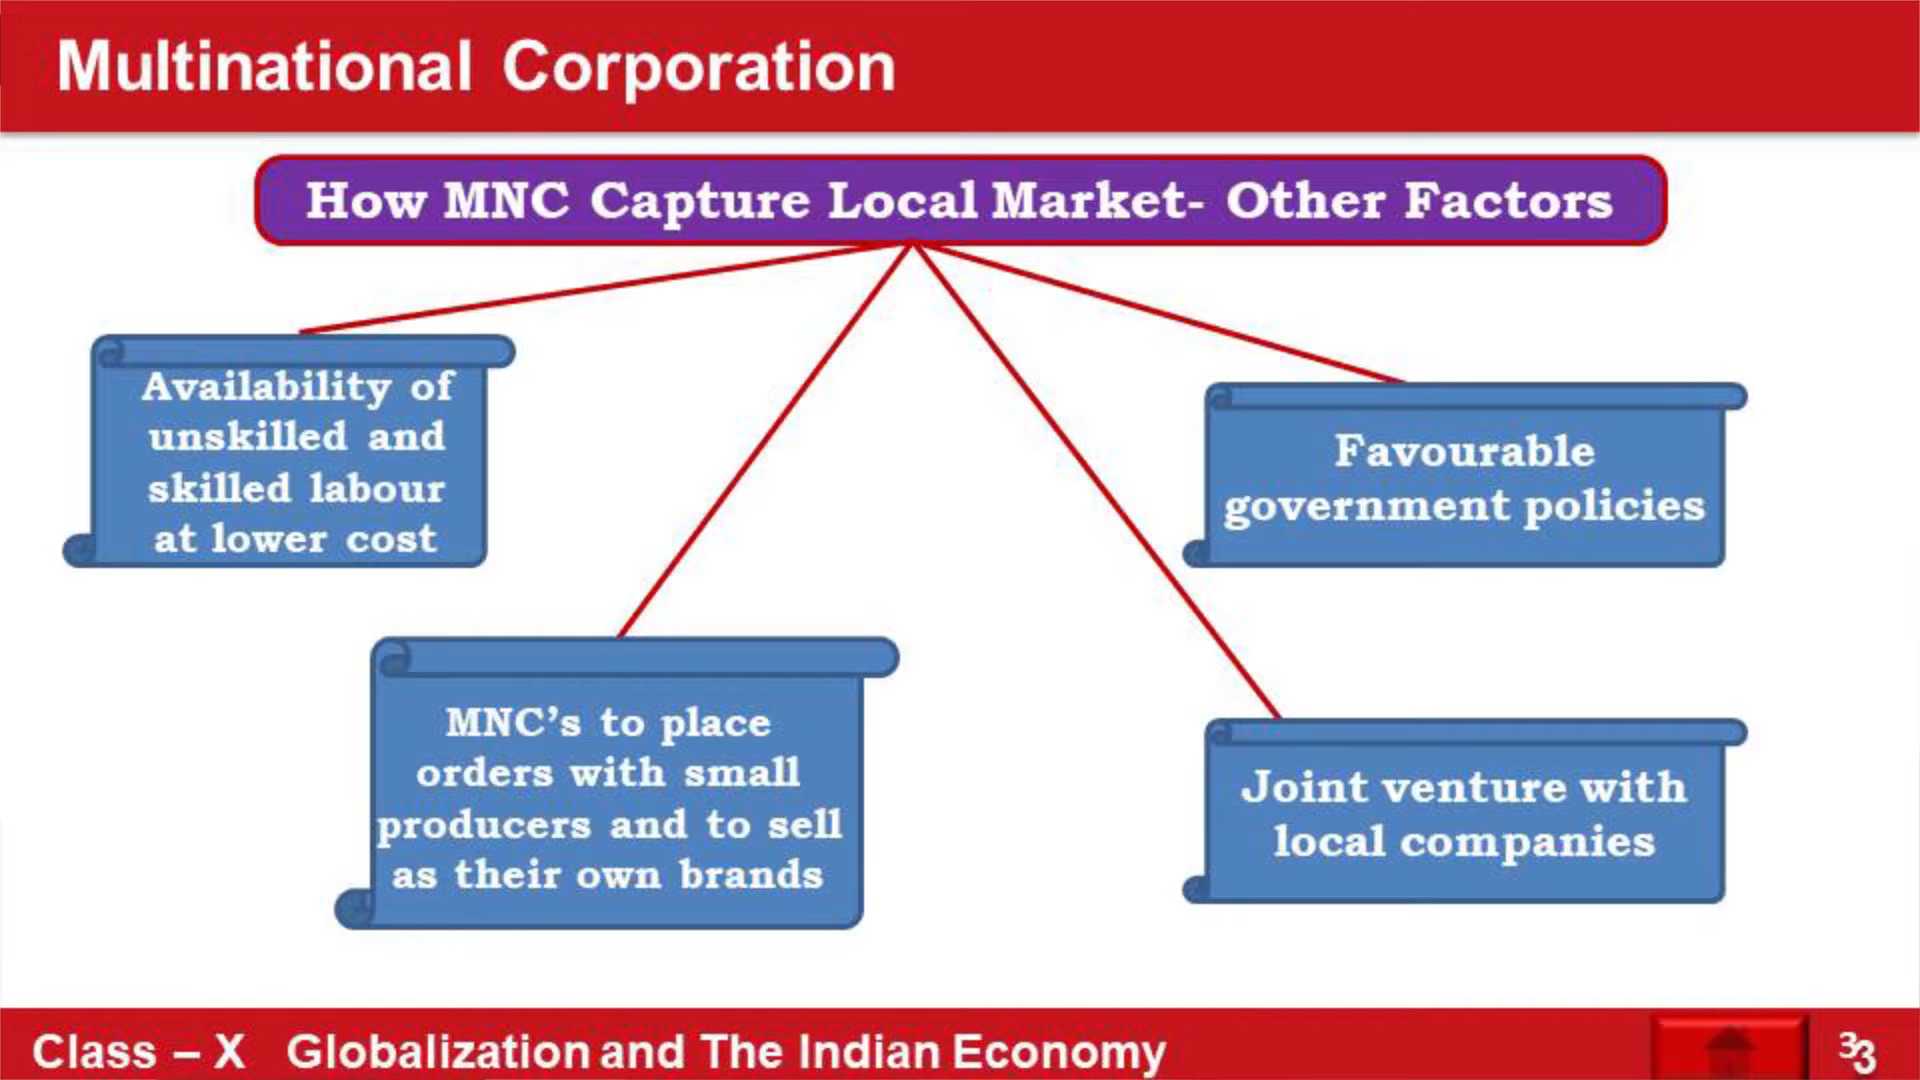 Multinational Corporation
How MNC Capture Local Market- Other Factors
Availability of
unskilled and
skilled labour
at lower cost
Favourable
government policies
MNC’s to place
orders with small
producers and to sell
as their own brands
Joint venture with
local companies
Class – X Globalization and The Indian Economy
33